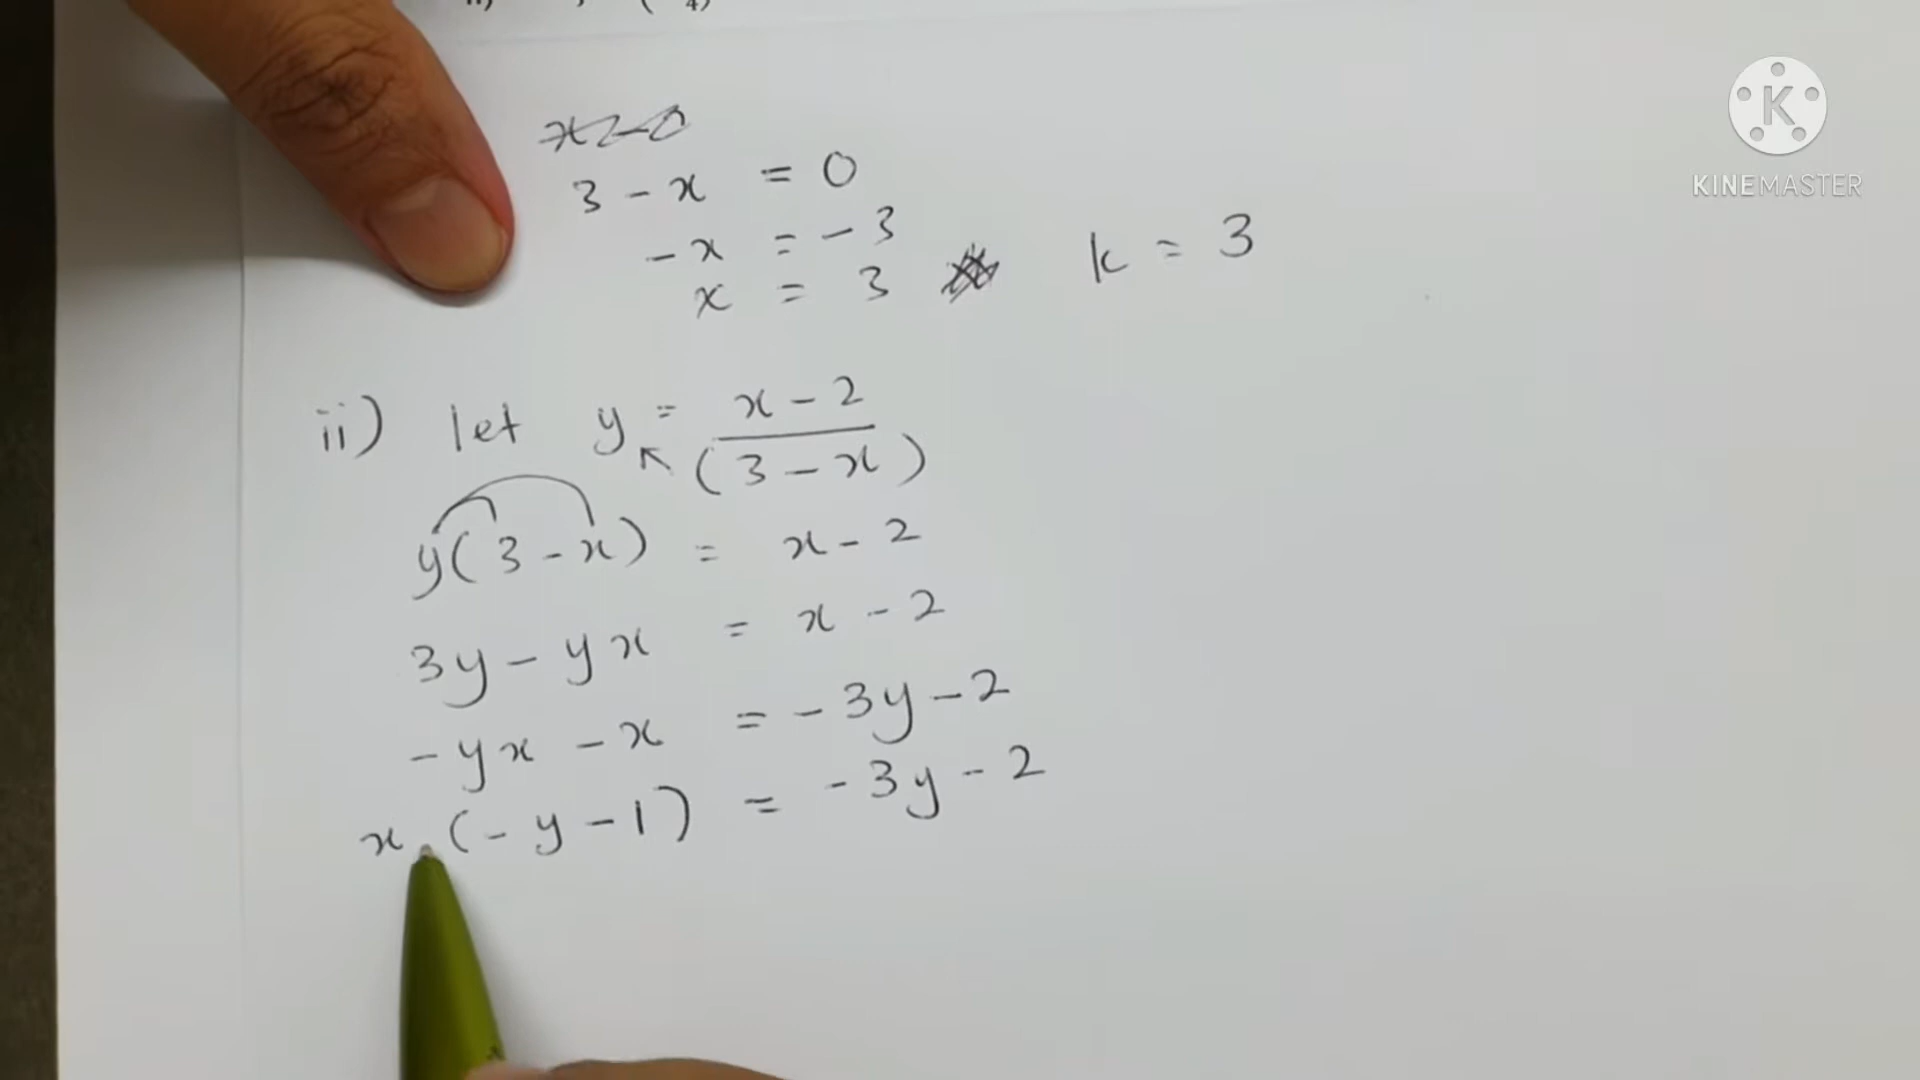 3 - x = 0
-x = -3
x = 3    k = 3
ii) let y = x - 2 / (3 - x)
y(3 - x) = x - 2
3y - yx = x - 2
-yx - x = -3y - 2
x(-y - 1) = -3y - 2
K
KINEMASTER